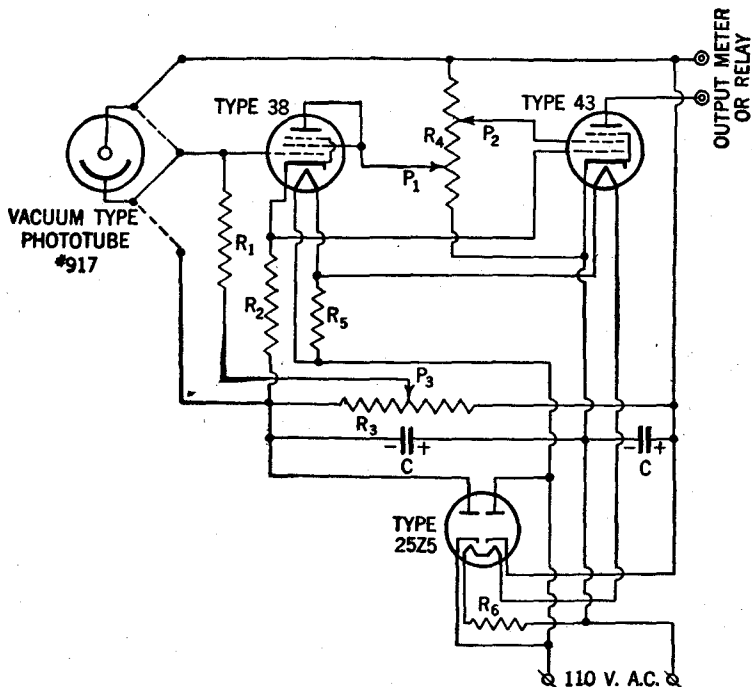 TYPE 38
TYPE 43
OUTPUT METER
OR RELAY
R4
P2
P1
VACUUM TYPE
PHOTOTUBE
#917
R1
R2
R5
P3
R3
- +
C
- +
C
TYPE
25Z5
R6
110 V. A.C.